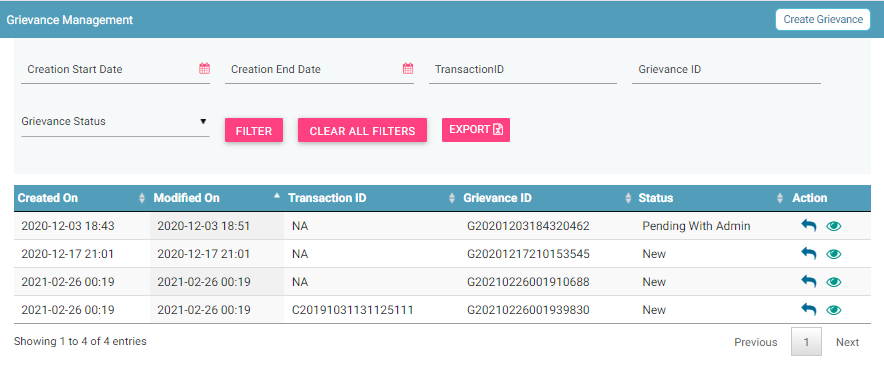 Grievance Management
Create Grievance
Creation Start Date
Creation End Date
TransactionID
Grievance ID
Grievance Status
FILTER
CLEAR ALL FILTERS
EXPORT
Created On Modified On Transaction ID Grievance ID Status Action
2020-12-03 18:43 2020-12-03 18:51 NA G20201203184320462 Pending With Admin
2020-12-17 21:01 2020-12-17 21:01 NA G20201217210153545 New
2021-02-26 00:19 2021-02-26 00:19 NA G20210226001910688 New
2021-02-26 00:19 2021-02-26 00:19 C20191031131125111 G20210226001939830 New
Showing 1 to 4 of 4 entries
Previous 1 Next